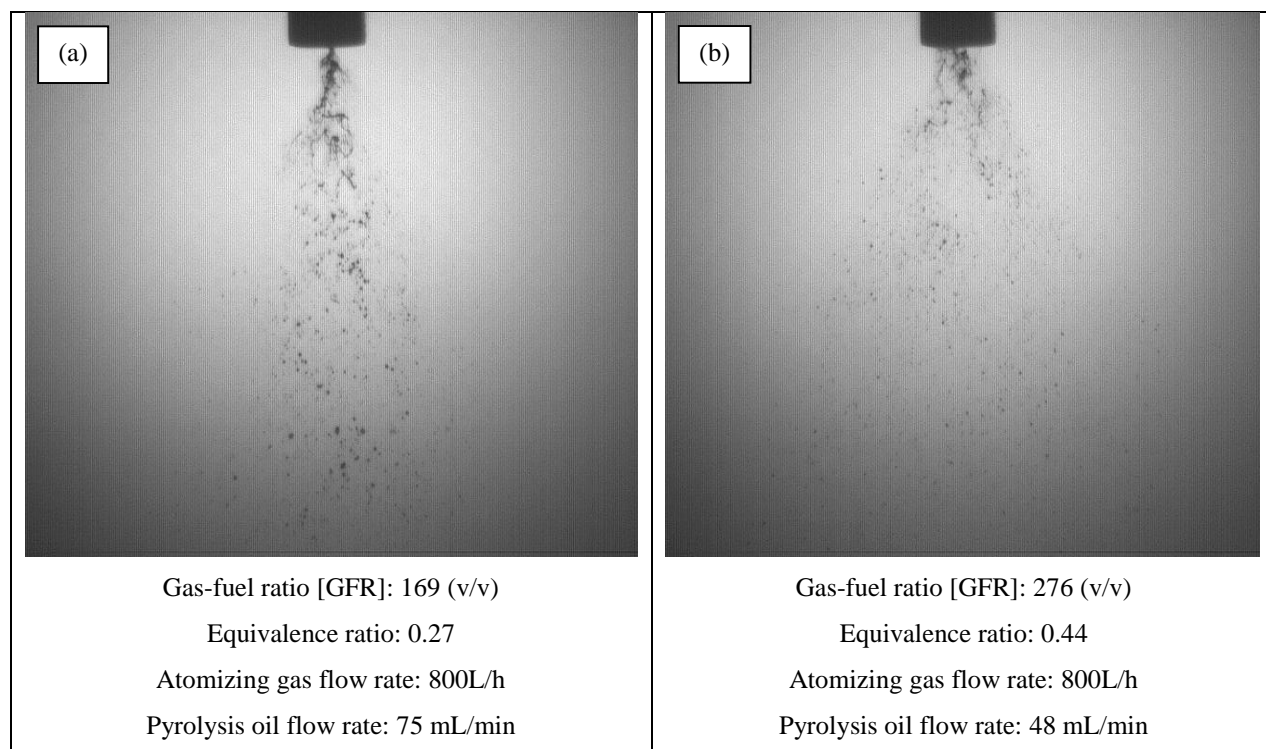 (a)
(b)
Gas-fuel ratio [GFR]: 169 (v/v)
Equivalence ratio: 0.27
Atomizing gas flow rate: 800L/h
Pyrolysis oil flow rate: 75 mL/min
Gas-fuel ratio [GFR]: 276 (v/v)
Equivalence ratio: 0.44
Atomizing gas flow rate: 800L/h
Pyrolysis oil flow rate: 48 mL/min